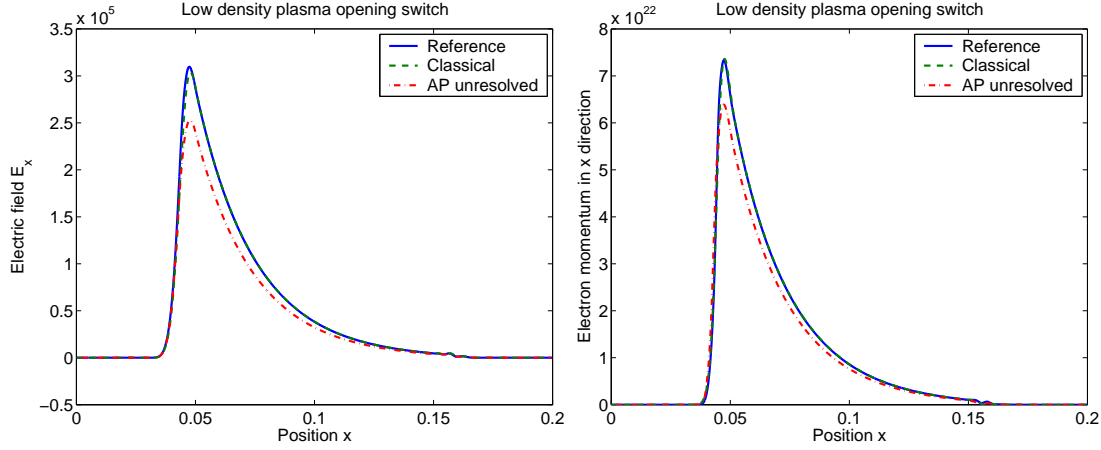 Low density plasma opening switch
x 10^5
3.5
3
2.5
2
1.5
1
0.5
0
−0.5
0 0.05 0.1 0.15 0.2
Position x
Electric field E_x
Reference
Classical
AP unresolved
Low density plasma opening switch
x 10^22
8
7
6
5
4
3
2
1
0
0 0.05 0.1 0.15 0.2
Position x
Electron momentum in x direction
Reference
Classical
AP unresolved